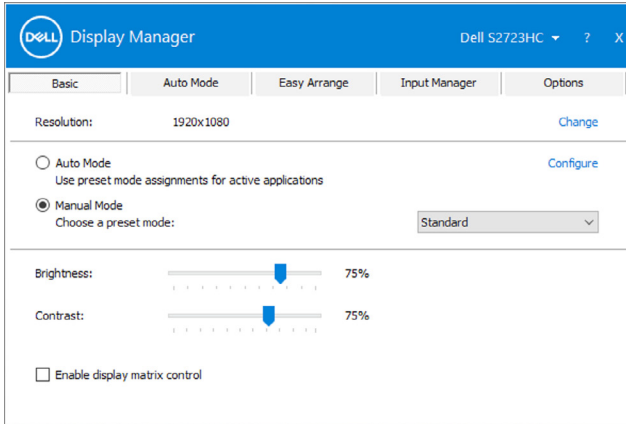 DELL Display Manager Dell S2723HC ? X
Basic Auto Mode Easy Arrange Input Manager Options
Resolution: 1920x1080 Change
Auto Mode Configure
Use preset mode assignments for active applications
Manual Mode
Choose a preset mode: Standard
Brightness: 75%
Contrast: 75%
Enable display matrix control